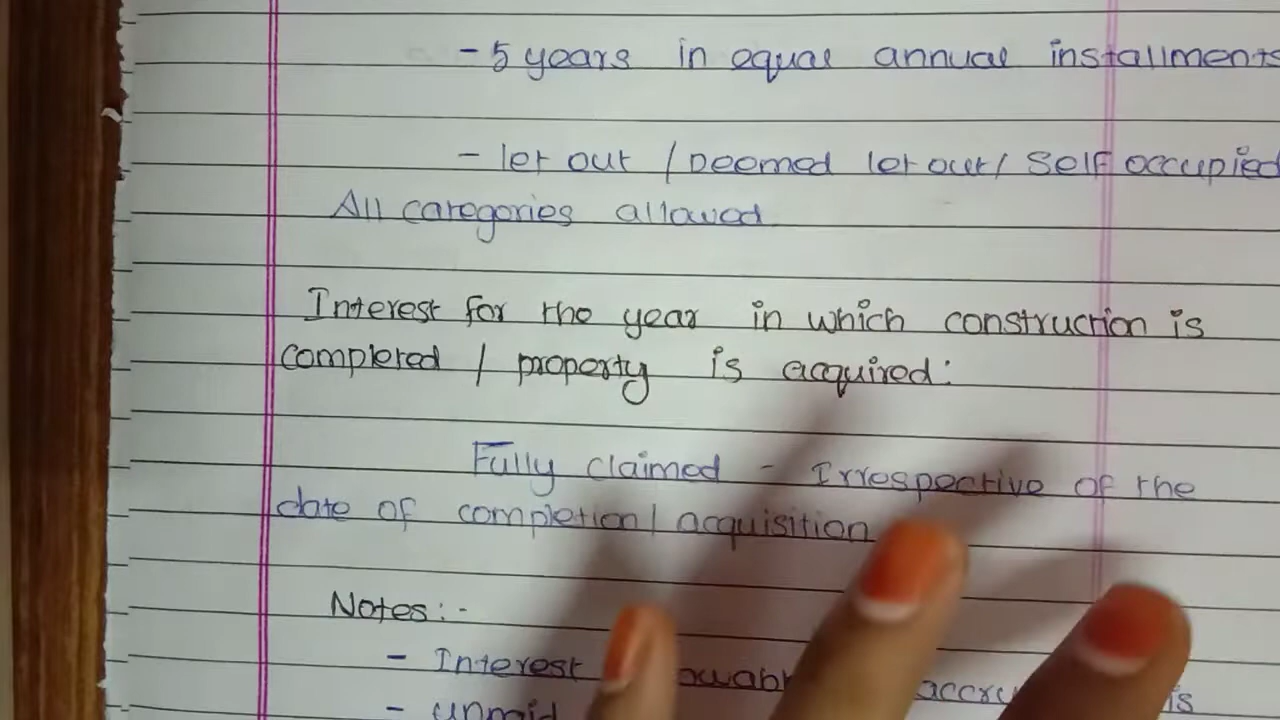 - 5 years in equal annual installments
- let out / Deemed let out / Self occupied
All categories allowed
Interest for the year in which construction is
completed / property is acquired:
Fully claimed - Irrespective of the
date of completion / acquisition
Notes:-
- Interest is
- unpaid